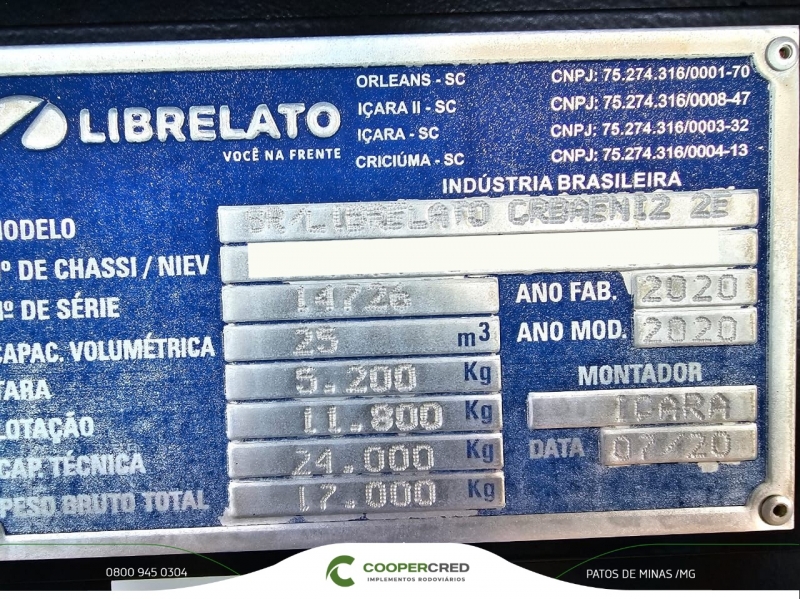 LIBRELATO
VOCÊ NA FRENTE
ORLEANS - SC CNPJ: 75.274.316/0001-70
IÇARA II - SC CNPJ: 75.274.316/0008-47
IÇARA - SC CNPJ: 75.274.316/0003-32
CRICIÚMA - SC CNPJ: 75.274.316/0004-13
INDÚSTRIA BRASILEIRA
MODELO LIBRELATO CRBAENI2 2E
º DE CHASSI / NIEV
Nº DE SÉRIE 14726 ANO FAB. 2020
CAPAC. VOLUMÉTRICA 25 m³ ANO MOD. 2020
TARA 5.200 Kg MONTADOR
LOTAÇÃO 11.800 Kg IÇARA
CAP. TÉCNICA 24.000 Kg DATA 07/20
PESO BRUTO TOTAL 17.000 Kg
0800 945 0304
COOPERCRED
IMPLEMENTOS RODOVIÁRIOS
PATOS DE MINAS /MG